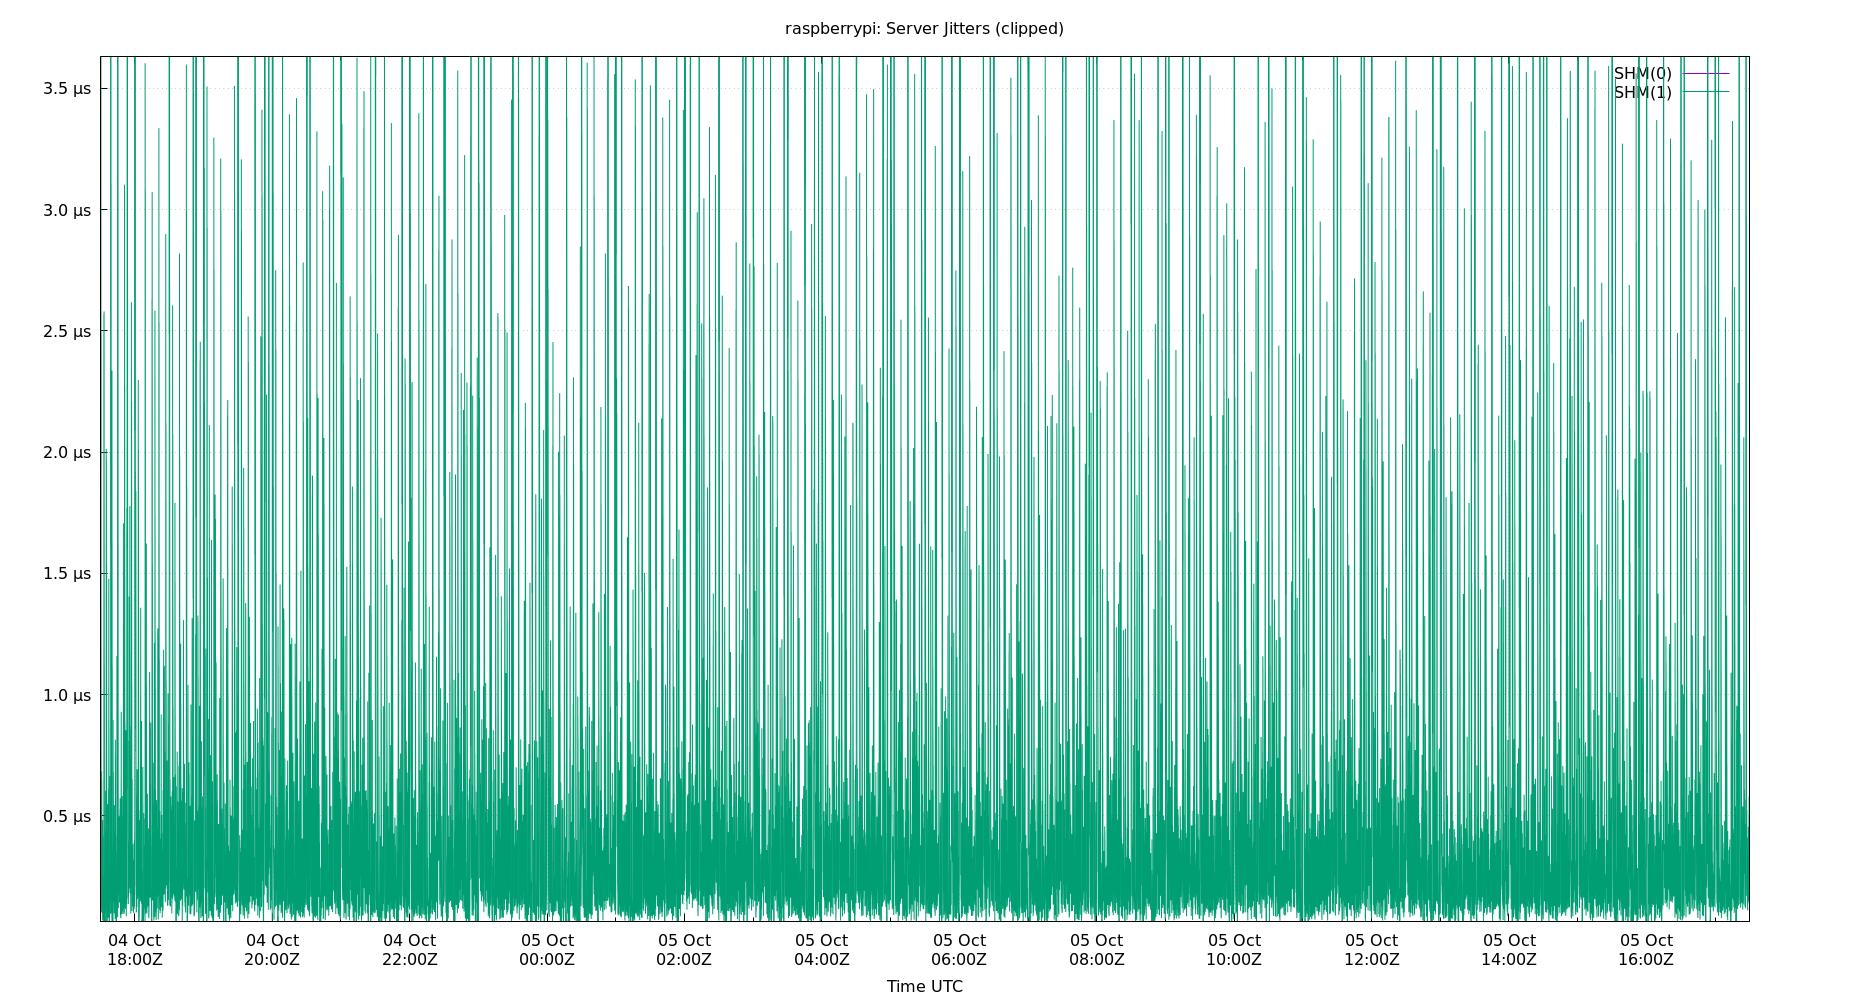 raspberrypi: Server Jitters (clipped)
SHM(0)
SHM(1)
3.5 µs
3.0 µs
2.5 µs
2.0 µs
1.5 µs
1.0 µs
0.5 µs
04 Oct 04 Oct 04 Oct 05 Oct 05 Oct 05 Oct 05 Oct 05 Oct 05 Oct 05 Oct 05 Oct 05 Oct
18:00Z 20:00Z 22:00Z 00:00Z 02:00Z 04:00Z 06:00Z 08:00Z 10:00Z 12:00Z 14:00Z 16:00Z
Time UTC